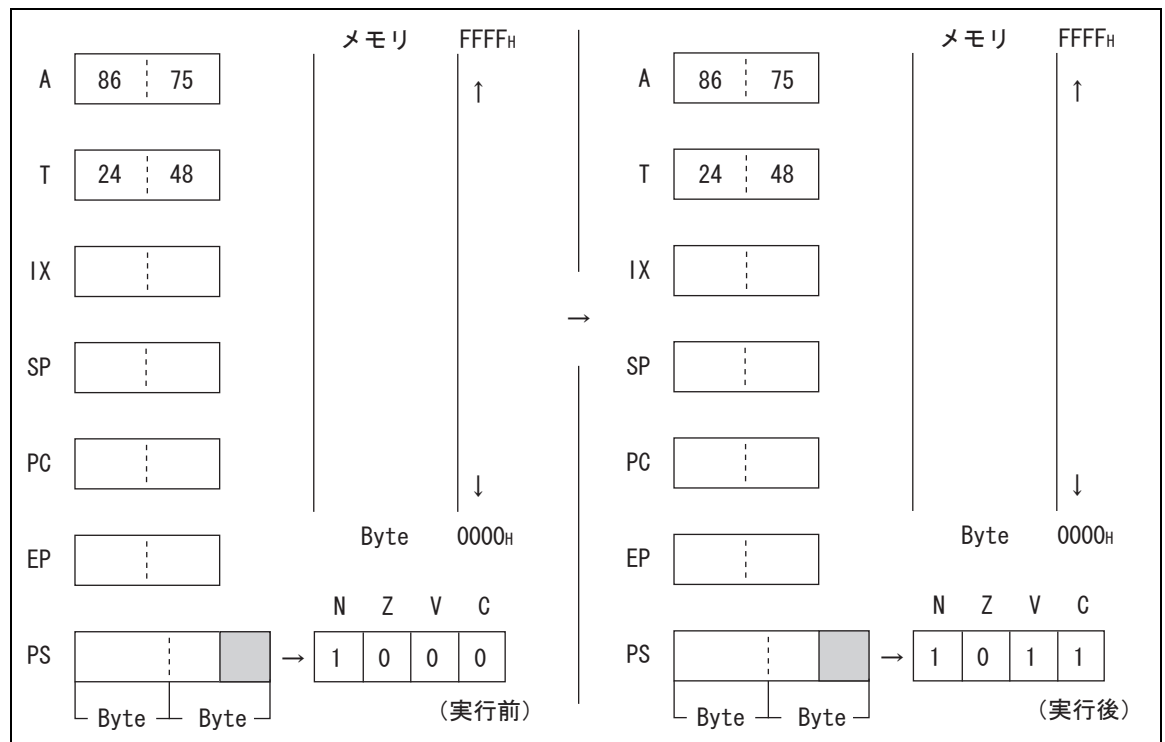 メモリ FFFFH
A 86 75
↑
T 24 48
IX
SP
PC
↓
Byte 0000H
EP
N Z V C
PS → 1 0 0 0
Byte Byte (実行前)
→
メモリ FFFFH
A 86 75
↑
T 24 48
IX
SP
PC
↓
Byte 0000H
EP
N Z V C
PS → 1 0 1 1
Byte Byte (実行後)